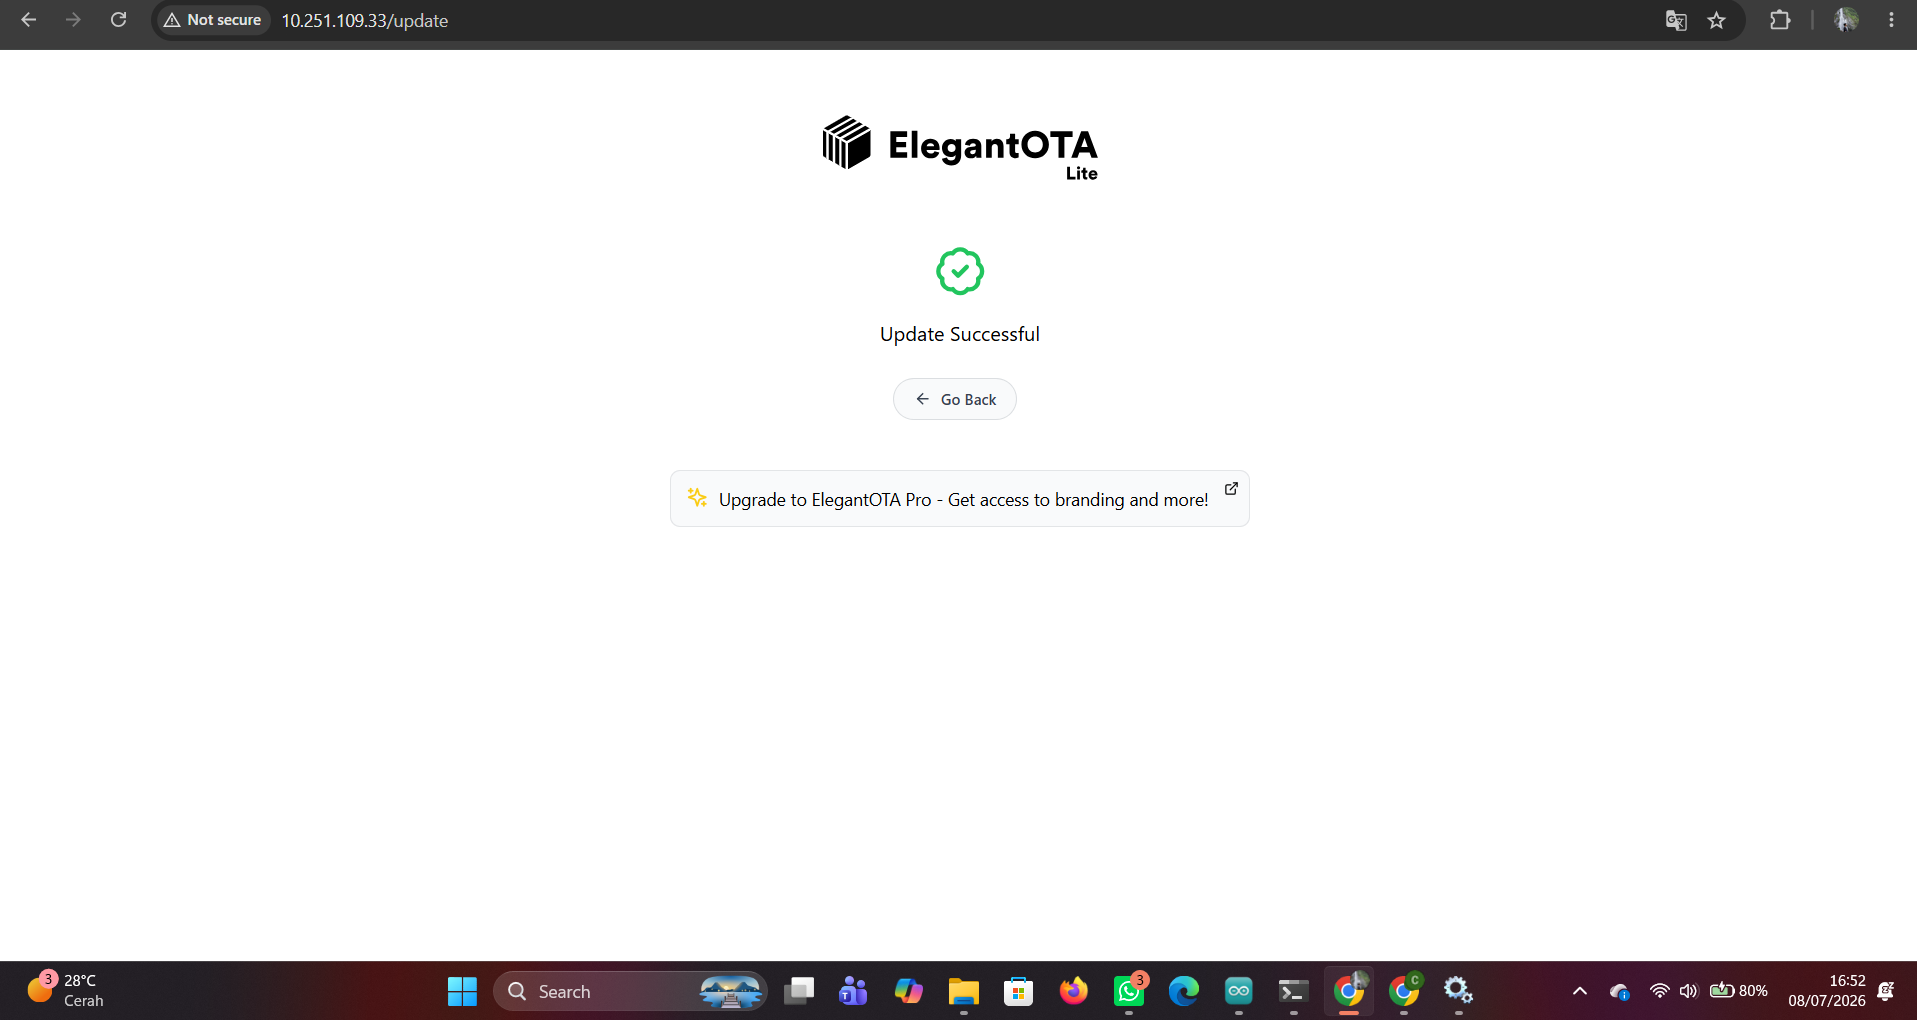 Not secure
10.251.109.33/update
ElegantOTA
Lite
Update Successful
Go Back
Upgrade to ElegantOTA Pro - Get access to branding and more!
3
28°C
Cerah
Search
3
C
80%
16:52
08/07/2026